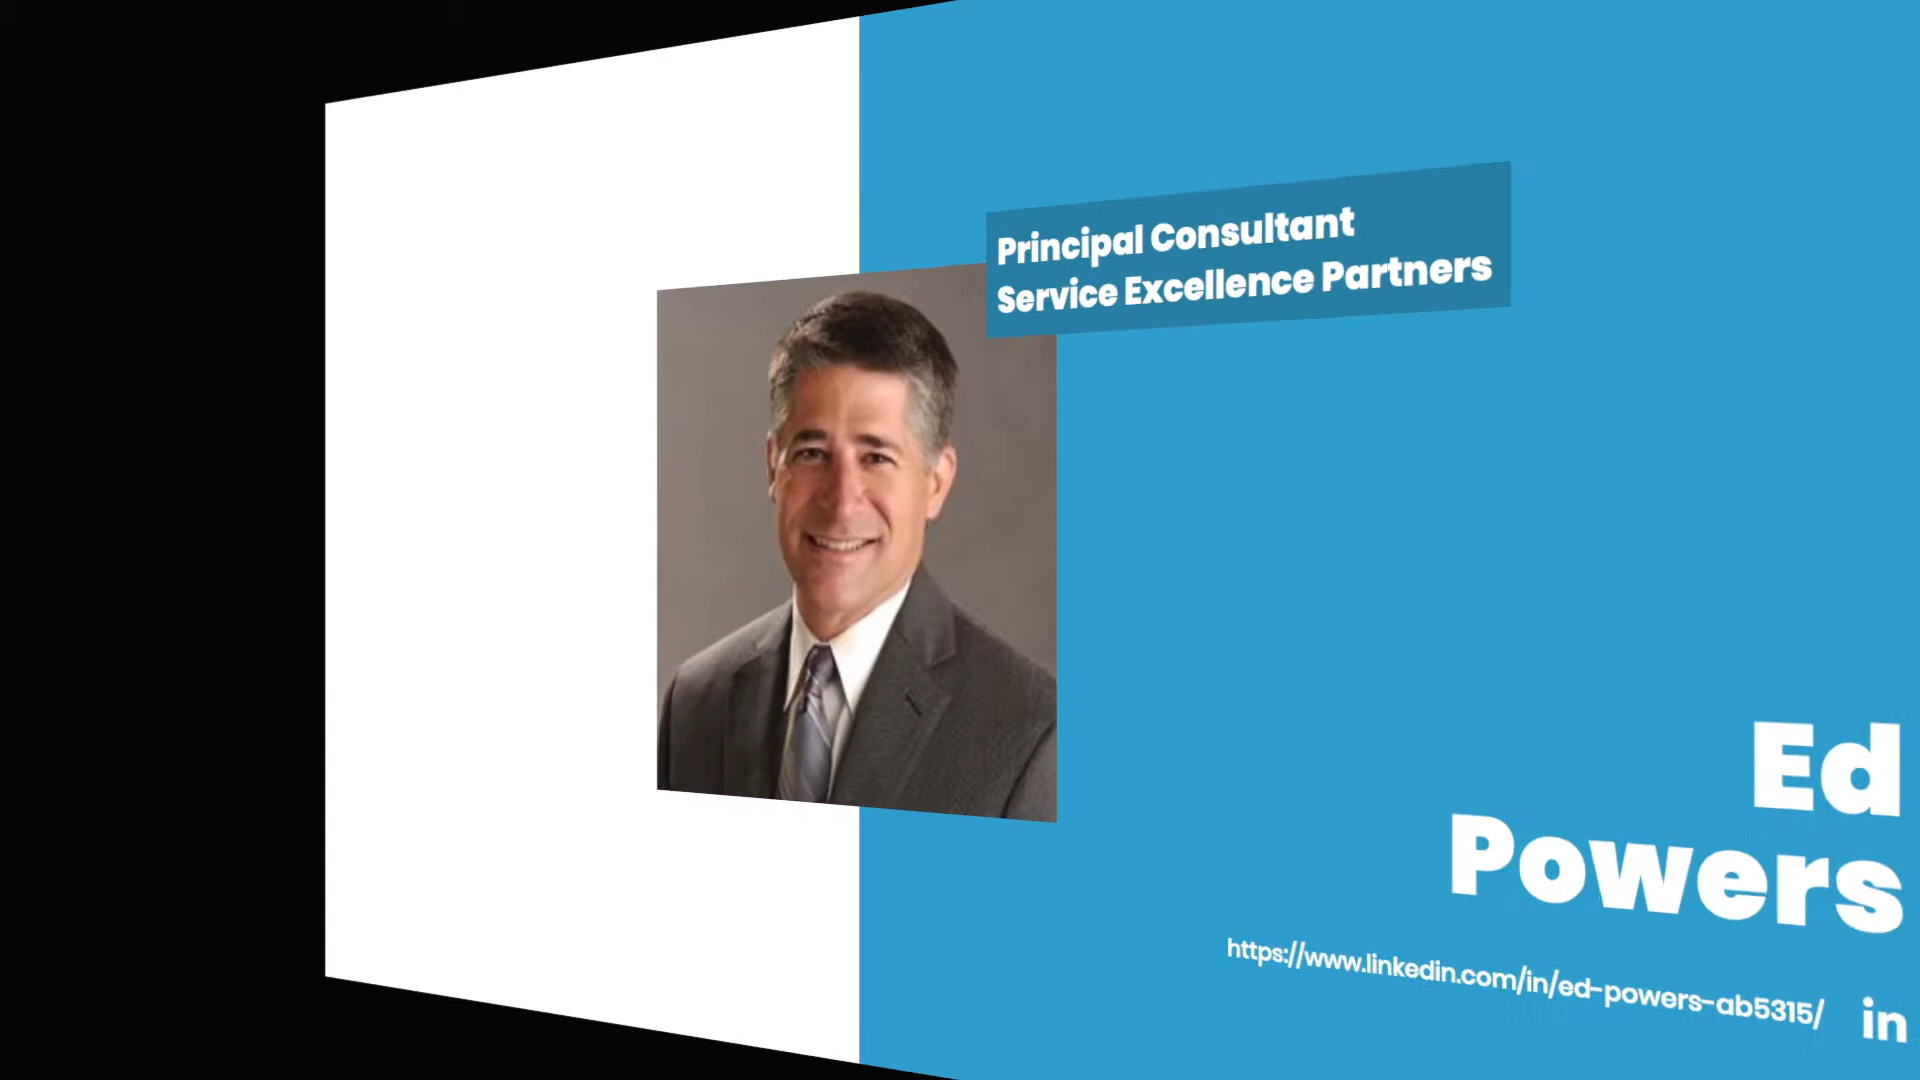 Principal Consultant
Service Excellence Partners
Ed
Powers
https://www.linkedin.com/in/ed-powers-ab5315/
in